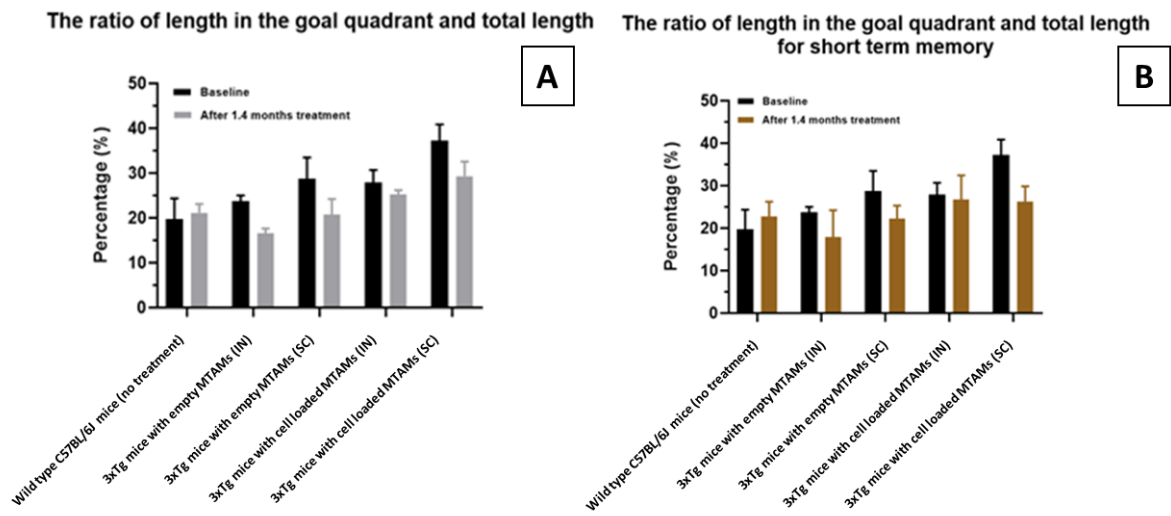 The ratio of length in the goal quadrant and total length
A
Percentage (%)
50
40
30
20
10
0
Baseline
After 1.4 months treatment
Wild type C57BL/6J mice (no treatment)
3xTg mice with empty MTAMs (IN)
3xTg mice with empty MTAMs (SC)
3xTg mice with cell loaded MTAMs (IN)
3xTg mice with cell loaded MTAMs (SC)
The ratio of length in the goal quadrant and total length
for short term memory
B
Percentage (%)
50
40
30
20
10
0
Baseline
After 1.4 months treatment
Wild type C57BL/6J mice (no treatment)
3xTg mice with empty MTAMs (IN)
3xTg mice with empty MTAMs (SC)
3xTg mice with cell loaded MTAMs (IN)
3xTg mice with cell loaded MTAMs (SC)